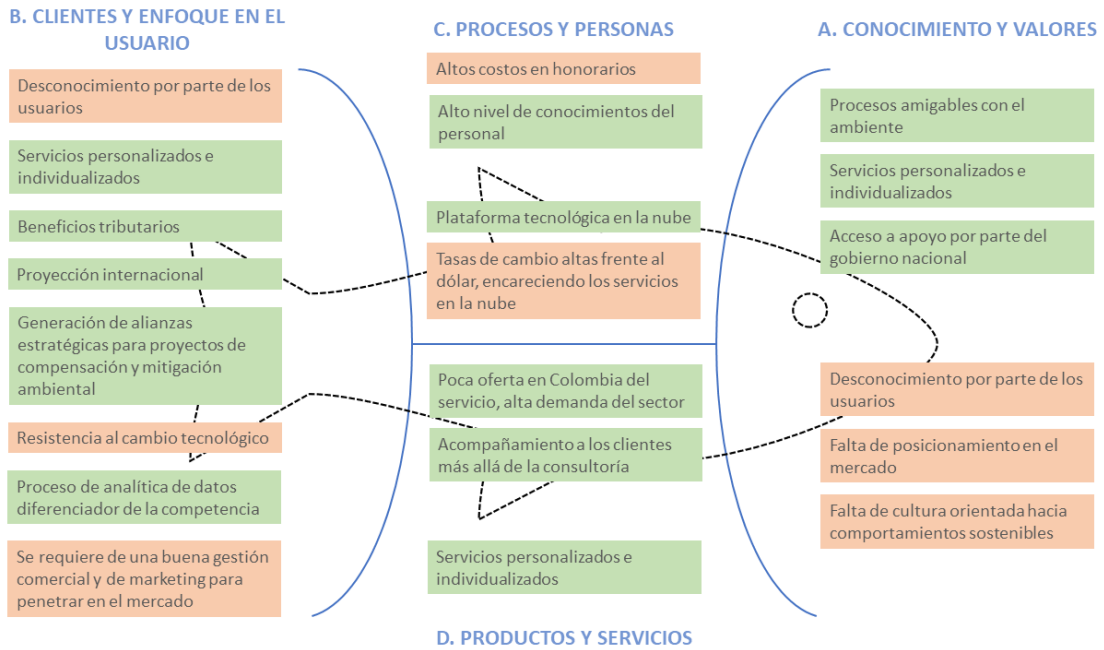 B. CLIENTES Y ENFOQUE EN EL
USUARIO
Desconocimiento por parte de los
usuarios
Servicios personalizados e
individualizados
Beneficios tributarios
Proyección internacional
Generación de alianzas
estratégicas para proyectos de
compensación y mitigación
ambiental
Resistencia al cambio tecnológico
Proceso de analítica de datos
diferenciador de la competencia
Se requiere de una buena gestión
comercial y de marketing para
penetrar en el mercado
C. PROCESOS Y PERSONAS
Altos costos en honorarios
Alto nivel de conocimientos del
personal
Plataforma tecnológica en la nube
Tasas de cambio altas frente al
dólar, encareciendo los servicios
en la nube
Poca oferta en Colombia del
servicio, alta demanda del sector
Acompañamiento a los clientes
más allá de la consultoría
Servicios personalizados e
individualizados
D. PRODUCTOS Y SERVICIOS
A. CONOCIMIENTO Y VALORES
Procesos amigables con el
ambiente
Servicios personalizados e
individualizados
Acceso a apoyo por parte del
gobierno nacional
Desconocimiento por parte de los
usuarios
Falta de posicionamiento en el
mercado
Falta de cultura orientada hacia
comportamientos sostenibles